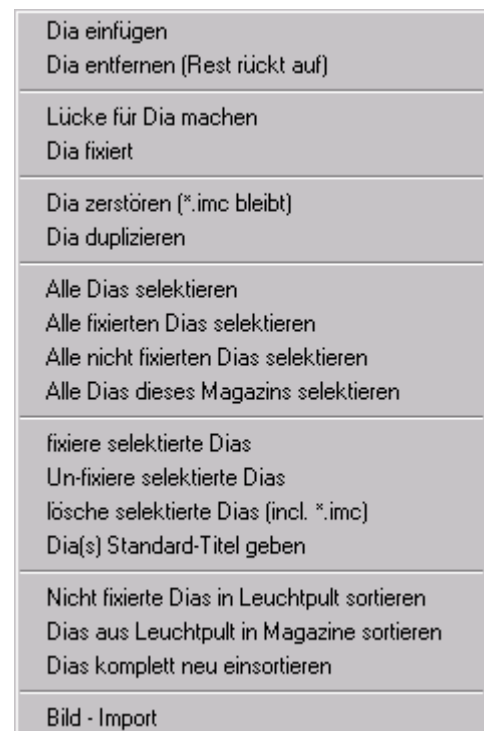 Dia einfügen
Dia entfernen (Rest rückt auf)
Lücke für Dia machen
Dia fixiert
Dia zerstören (*.imc bleibt)
Dia duplizieren
Alle Dias selektieren
Alle fixierten Dias selektieren
Alle nicht fixierten Dias selektieren
Alle Dias dieses Magazins selektieren
fixiere selektierte Dias
Un-fixiere selektierte Dias
lösche selektierte Dias (incl. *.imc)
Dia(s) Standard-Titel geben
Nicht fixierte Dias in Leuchtpult sortieren
Dias aus Leuchtpult in Magazine sortieren
Dias komplett neu einsortieren
Bild - Import